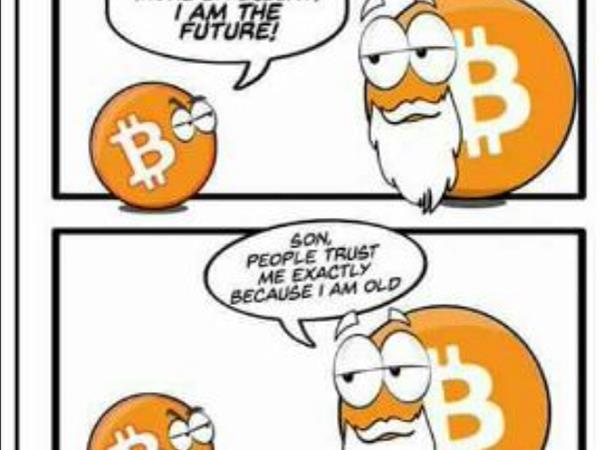 I AM THE
FUTURE!
SON,
PEOPLE TRUST
ME EXACTLY
BECAUSE I AM OLD